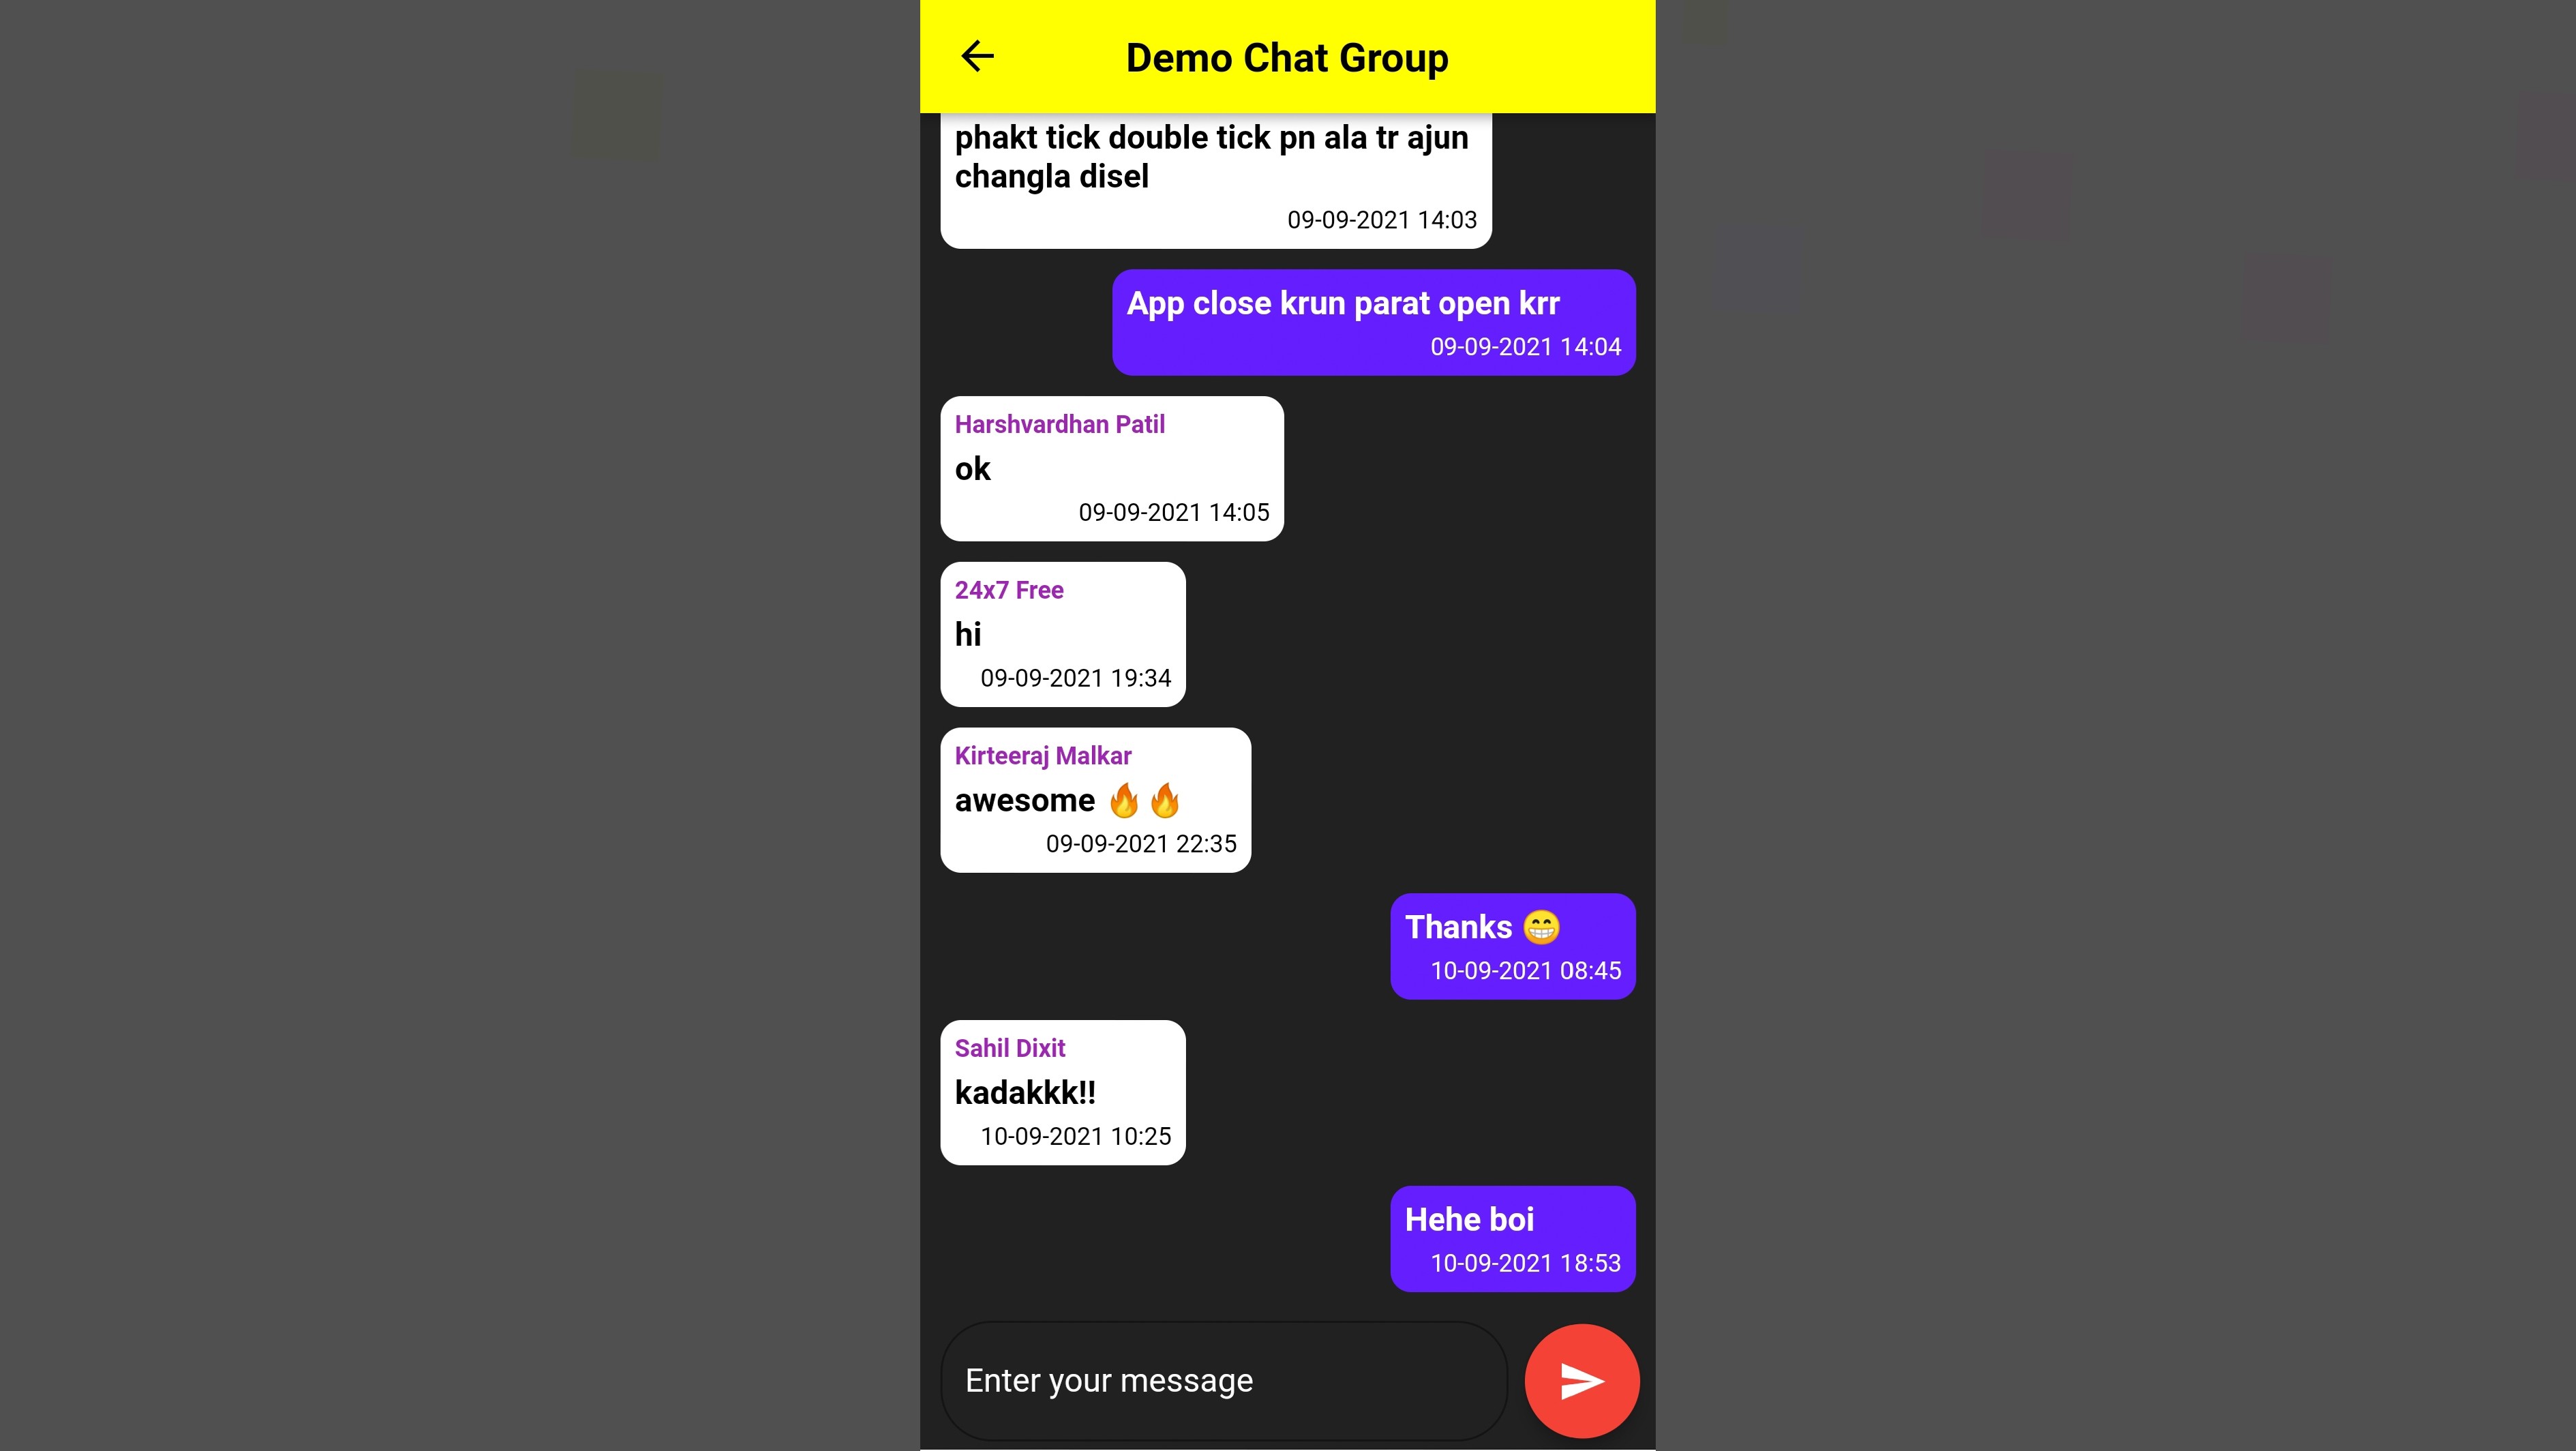 Demo Chat Group
phakt tick double tick pn ala tr ajun
changla disel
09-09-2021 14:03
App close krun parat open krr
09-09-2021 14:04
Harshvardhan Patil
ok
09-09-2021 14:05
24x7 Free
hi
09-09-2021 19:34
Kirteeraj Malkar
awesome 🔥🔥
09-09-2021 22:35
Thanks 😁
10-09-2021 08:45
Sahil Dixit
kadakkk!!
10-09-2021 10:25
Hehe boi
10-09-2021 18:53
Enter your message